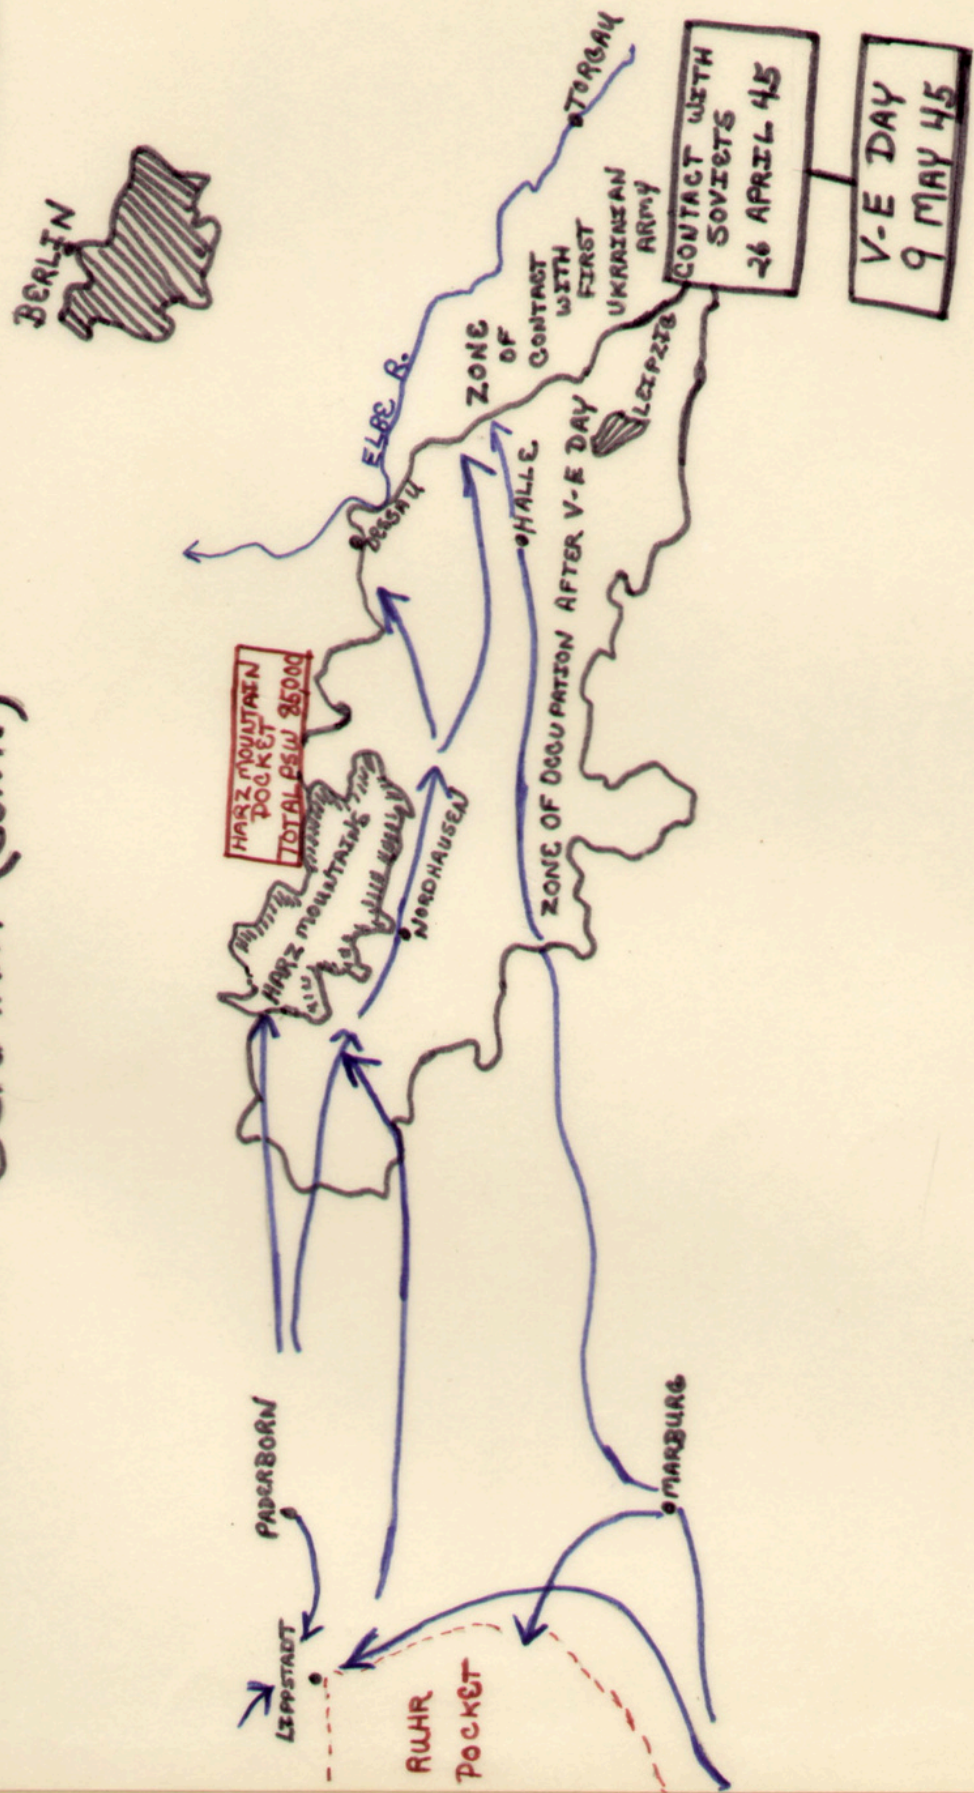 BERLIN
TORGAU
ELBE R.
CONTACT WITH
SOVIETS
26 APRIL 45
V-E DAY
9 MAY 45
ZONE
OF
CONTACT
WITH
FIRST
UKRAINIAN
ARMY
DESSAU
HALLE
LEIPZIG
HARZ MOUNTAIN
POCKET
TOTAL PSW 85000
HARZ MOUNTAINS
NORDHAUSEN
ZONE OF OCCUPATION AFTER V-E DAY
PADERBORN
LIPPSTADT
MARBURG
RUHR
POCKET